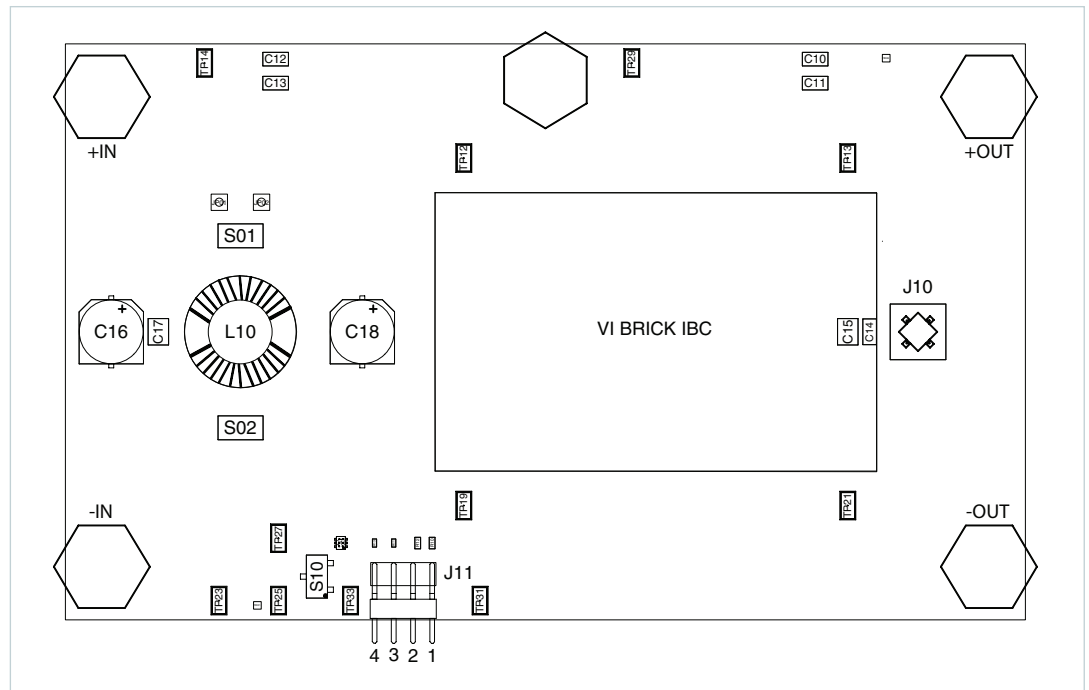 TP14
C12
C13
TP29
C10
C11
+IN
+OUT
TP12
TP13
S01
J10
C16
C17
L10
C18
VI BRICK IBC
C15
C14
S02
-IN
-OUT
TP19
TP21
TP27
S10
J11
TP23
TP25
TP33
TP31
4 3 2 1